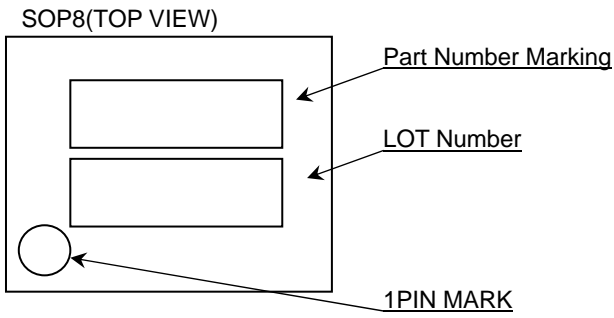 SOP8(TOP VIEW)
Part Number Marking
LOT Number
1PIN MARK